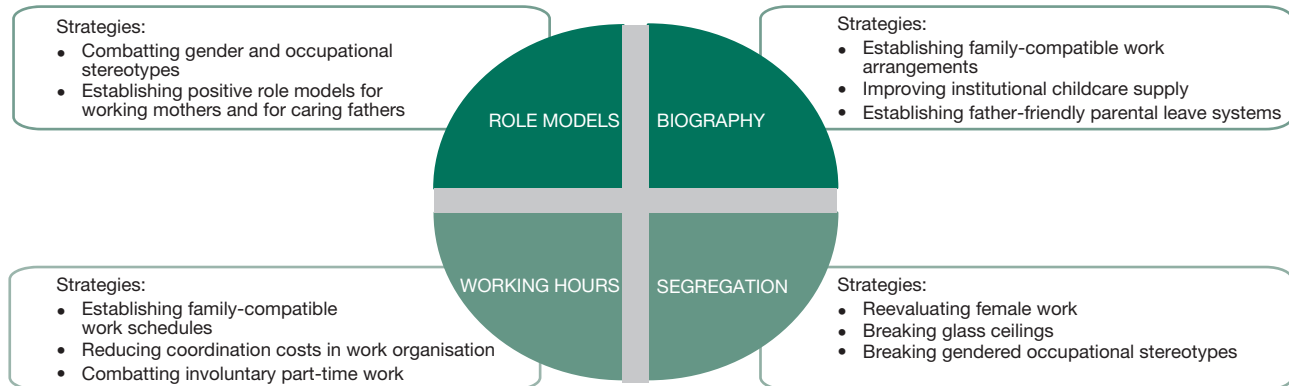 Strategies:
• Combatting gender and occupational
stereotypes
• Establishing positive role models for
working mothers and for caring fathers
ROLE MODELS
BIOGRAPHY
Strategies:
• Establishing family-compatible work
arrangements
• Improving institutional childcare supply
• Establishing father-friendly parental leave systems
Strategies:
• Establishing family-compatible
work schedules
• Reducing coordination costs in work organisation
• Combatting involuntary part-time work
WORKING HOURS
SEGREGATION
Strategies:
• Reevaluating female work
• Breaking glass ceilings
• Breaking gendered occupational stereotypes